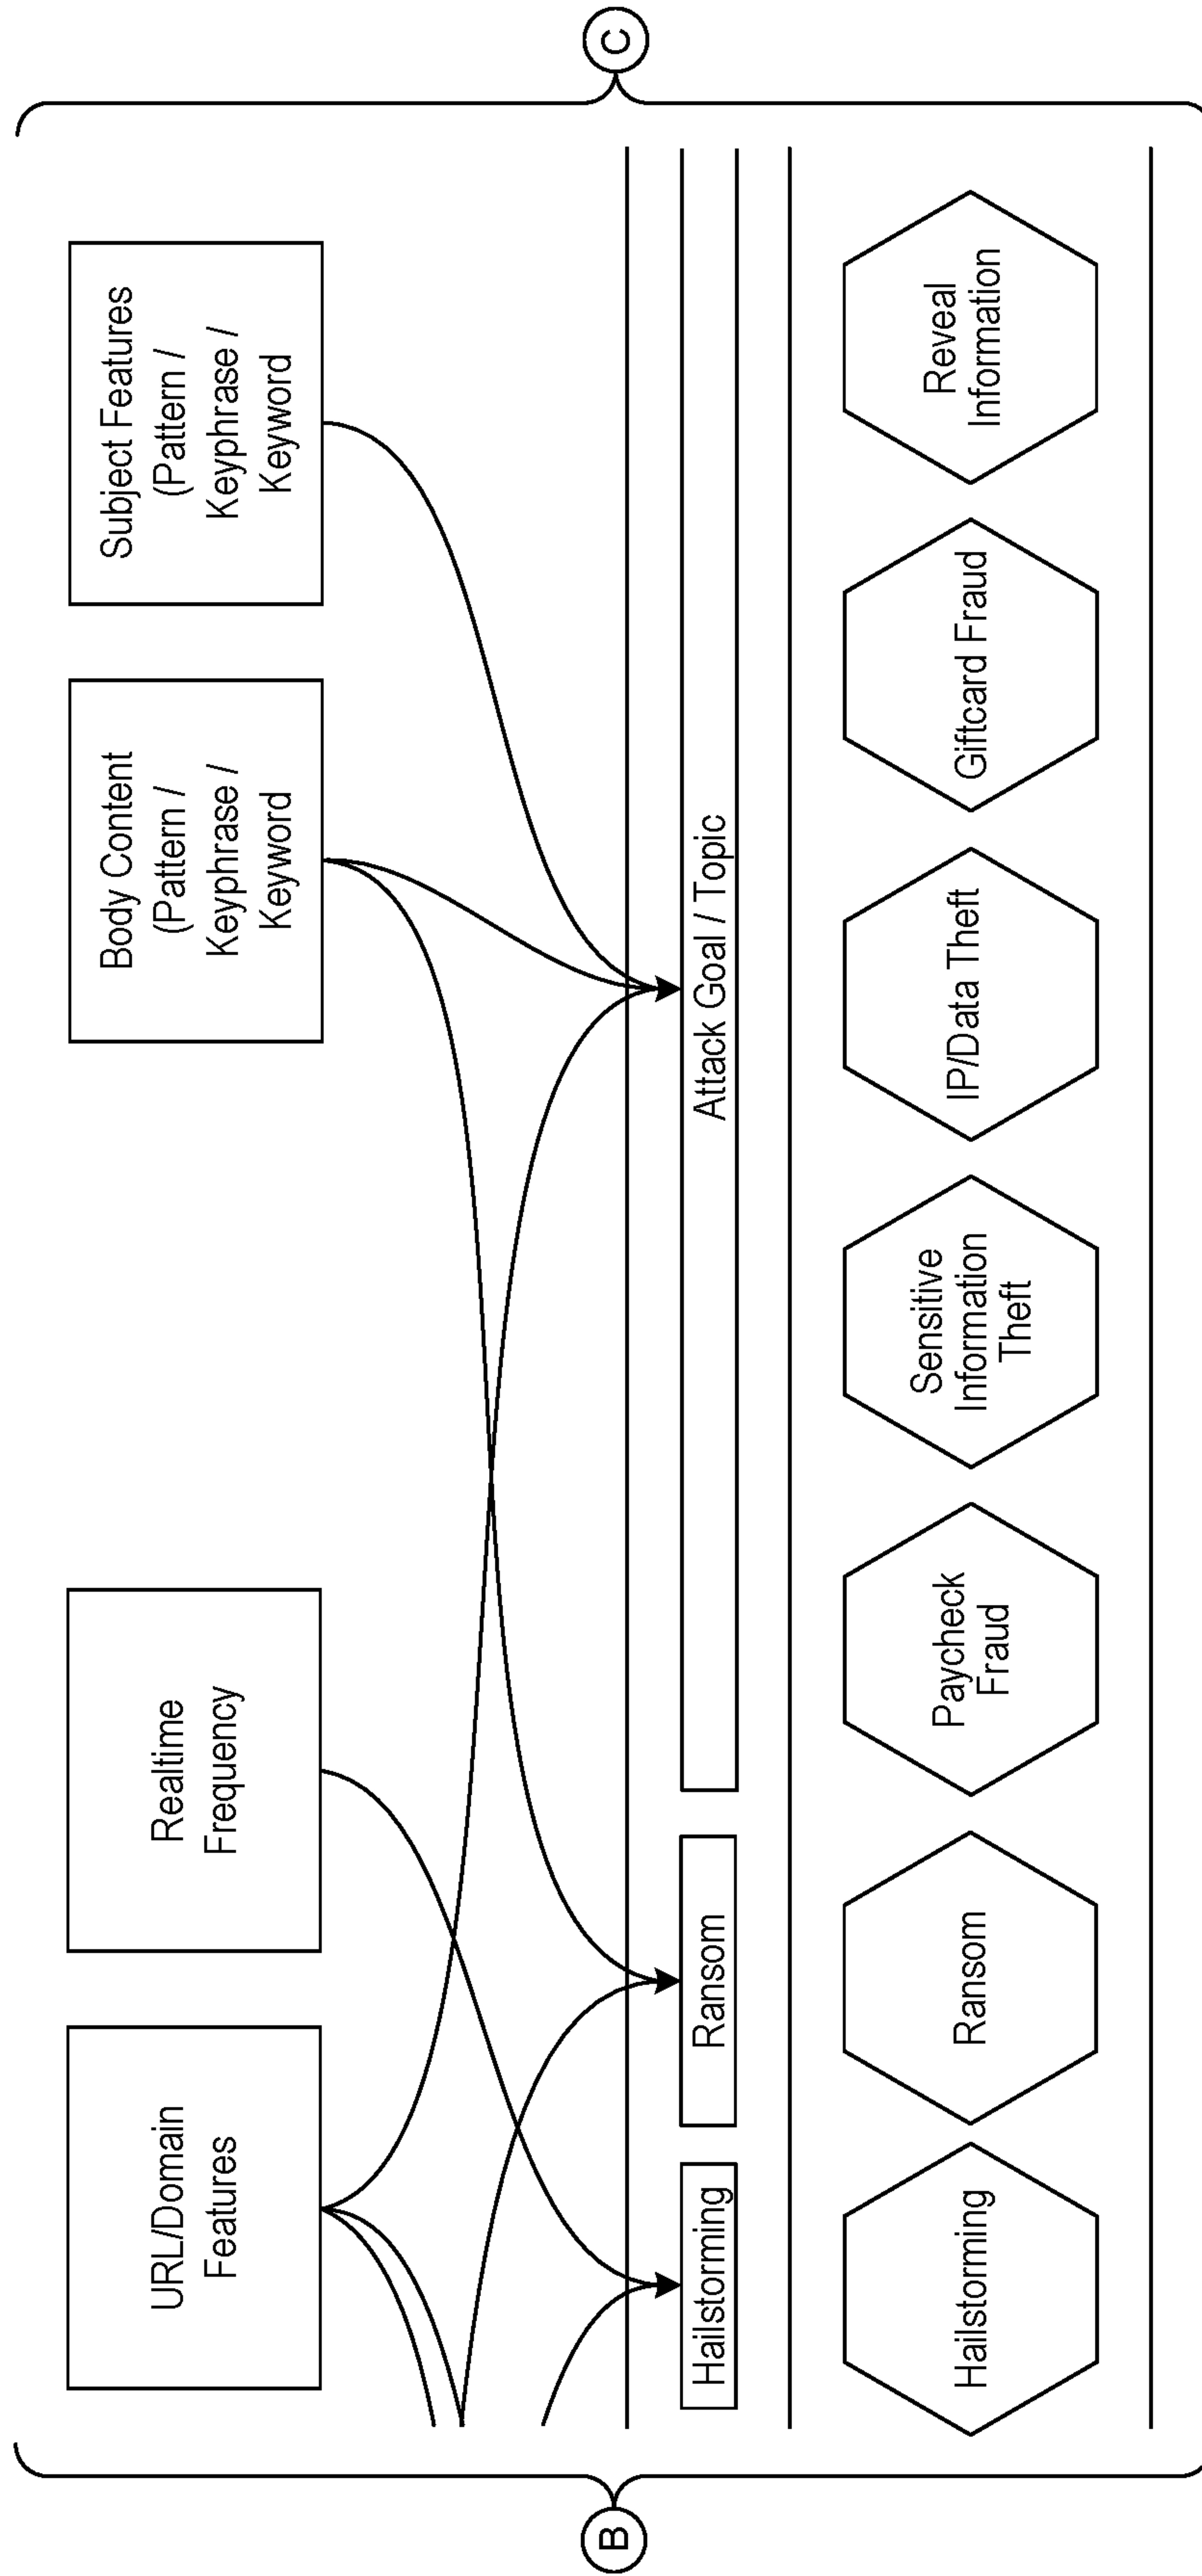 B
C
URL/Domain
Features
Realtime
Frequency
Body Content
(Pattern /
Keyphrase /
Keyword
Subject Features
(Pattern /
Keyphrase /
Keyword
Hailstorming
Ransom
Attack Goal / Topic
Hailstorming
Ransom
Paycheck
Fraud
Sensitive
Information
Theft
IP/Data Theft
Giftcard Fraud
Reveal
Information